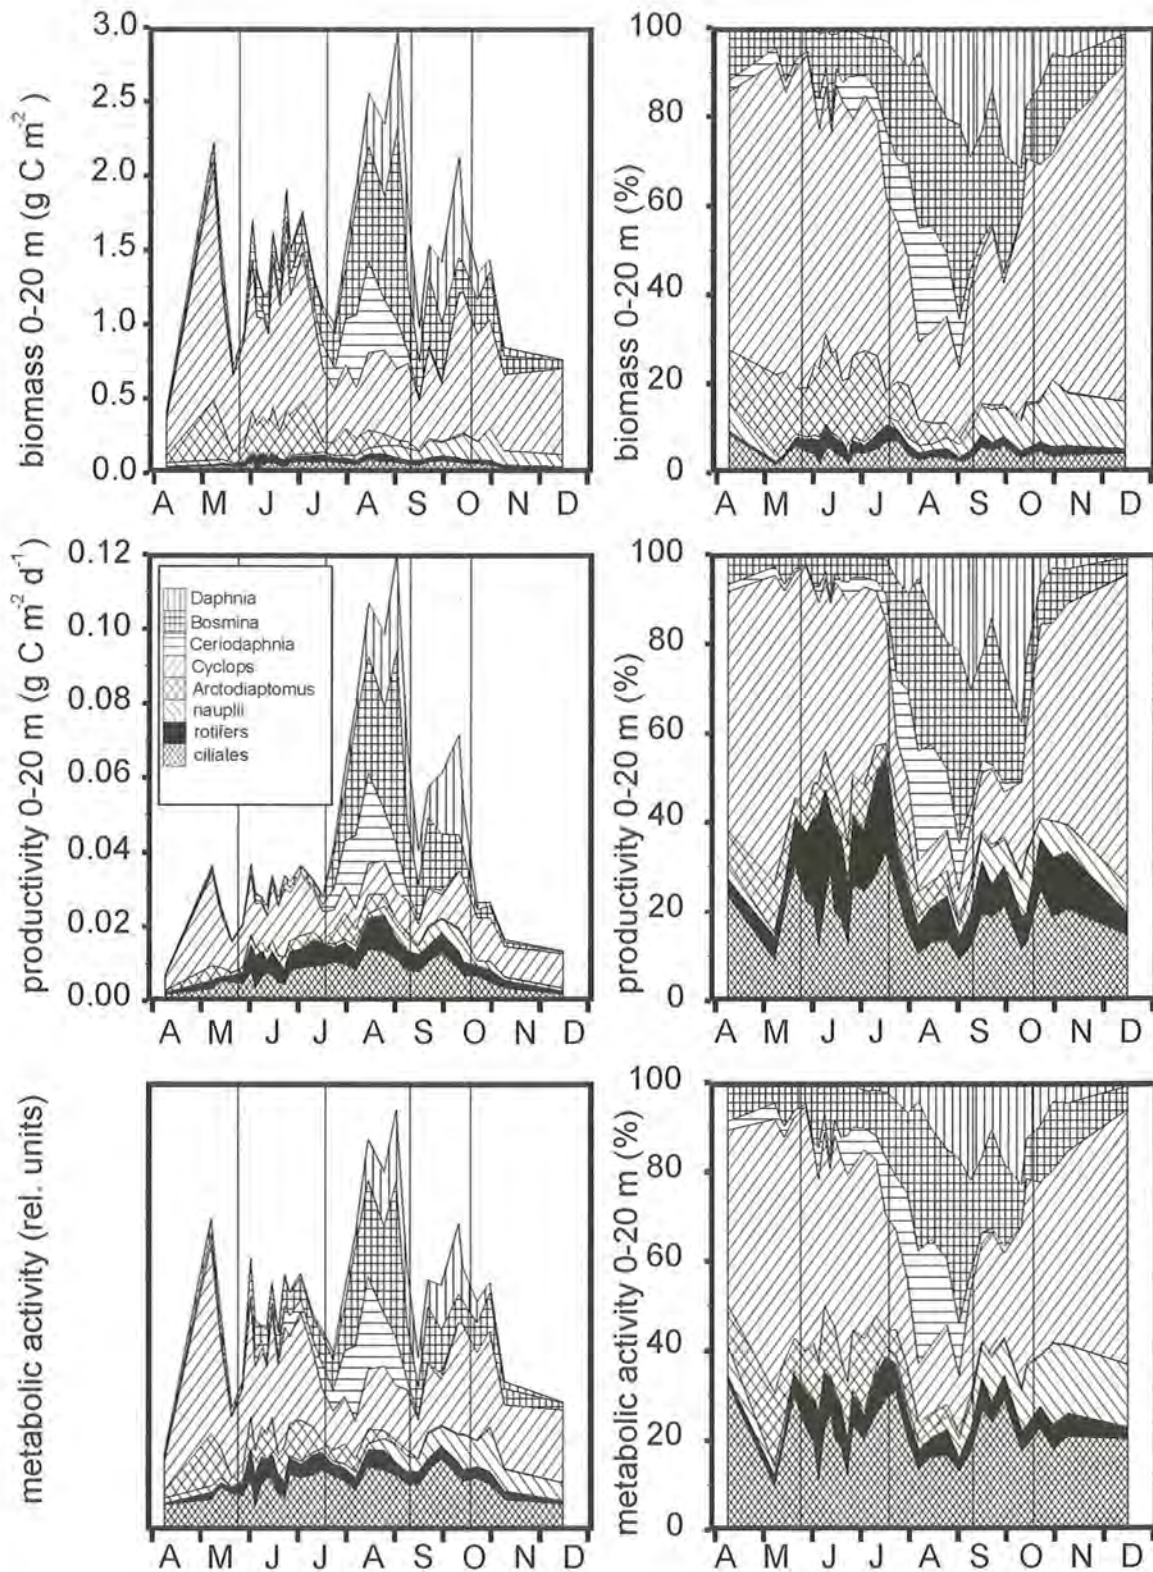 biomass 0-20 m (g C m⁻²)
3.0
2.5
2.0
1.5
1.0
0.5
0.0
A M J J A S O N D
biomass 0-20 m (%)
100
80
60
40
20
0
A M J J A S O N D
productivity 0-20 m (g C m⁻² d⁻¹)
0.12
0.10
0.08
0.06
0.04
0.02
0.00
Daphnia
Bosmina
Ceriodaphnia
Cyclops
Arctodiaptomus
nauplii
rotifers
ciliales
A M J J A S O N D
productivity 0-20 m (%)
100
80
60
40
20
0
A M J J A S O N D
metabolic activity (rel. units)
A M J J A S O N D
metabolic activity 0-20 m (%)
100
80
60
40
20
0
A M J J A S O N D